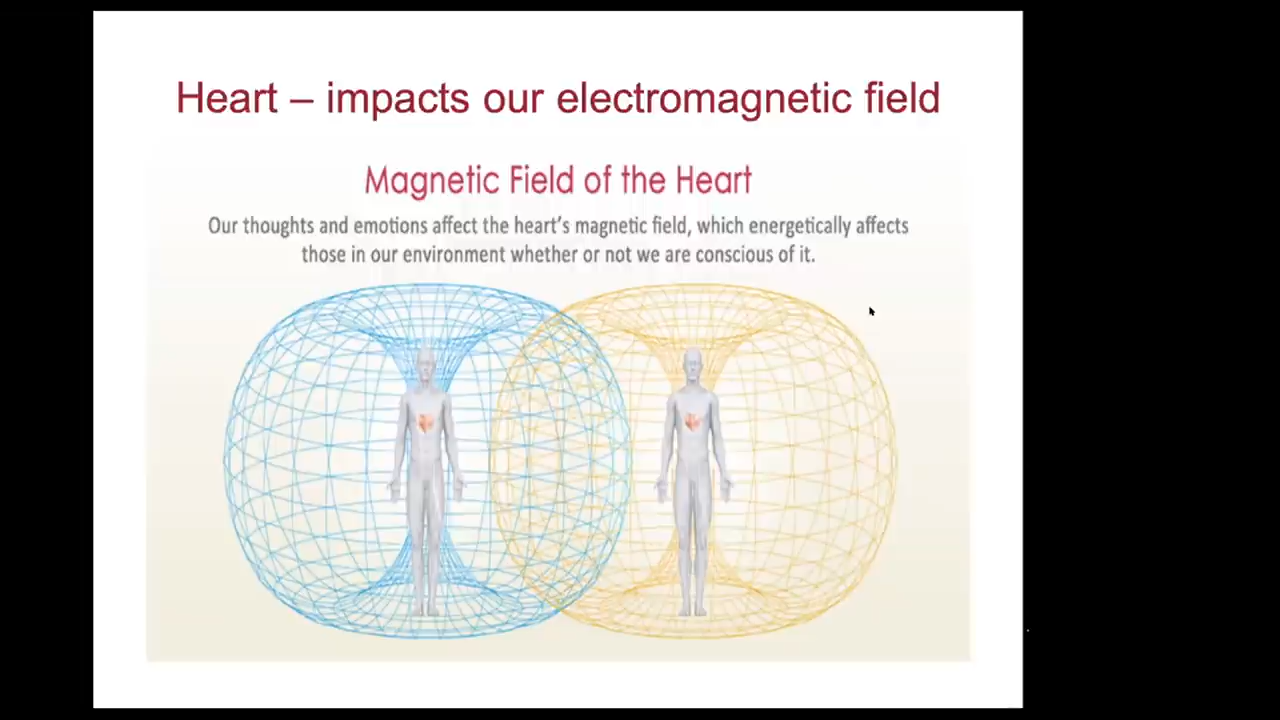 Heart – impacts our electromagnetic field
Magnetic Field of the Heart
Our thoughts and emotions affect the heart's magnetic field, which energetically affects
those in our environment whether or not we are conscious of it.